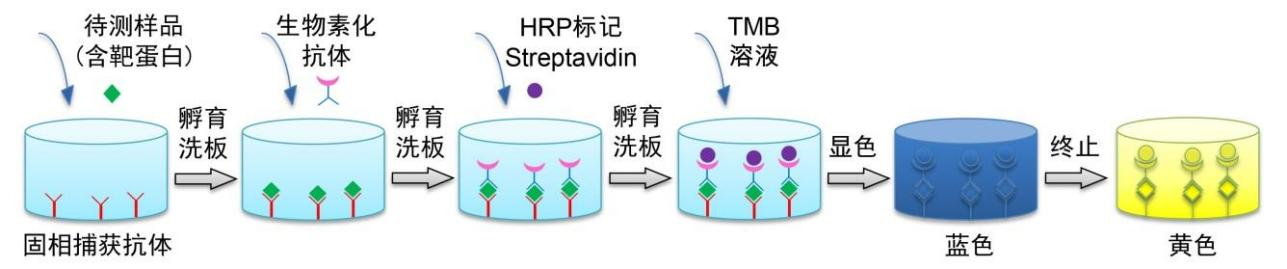 待测样品
（含靶蛋白）
生物素化
抗体
HRP标记
Streptavidin
TMB
溶液
孵育
洗板
孵育
洗板
孵育
洗板
显色
终止
固相捕获抗体
蓝色
黄色